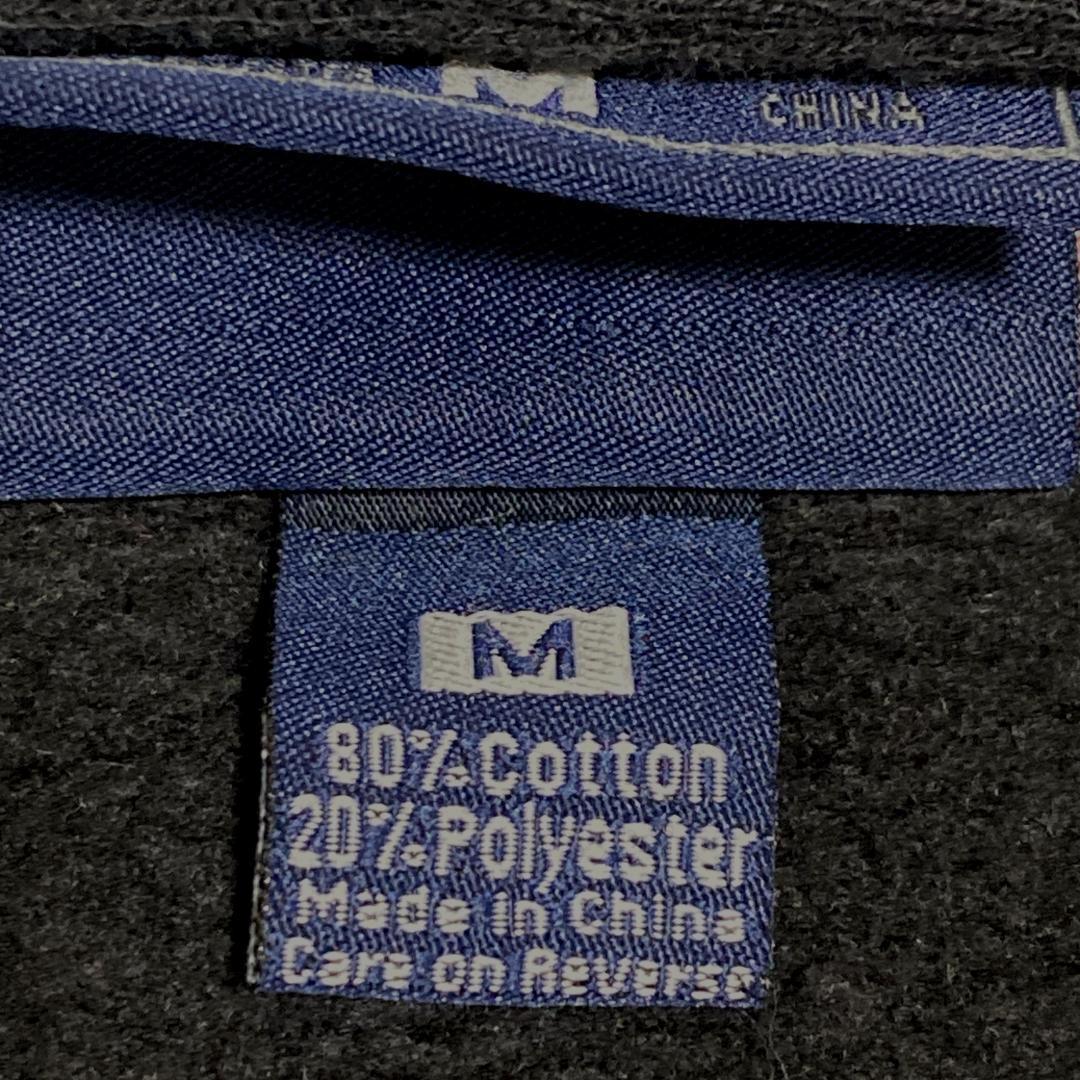 M
CHINA
M
80% Cotton
20% Polyester
Made in China
Care on Reverse